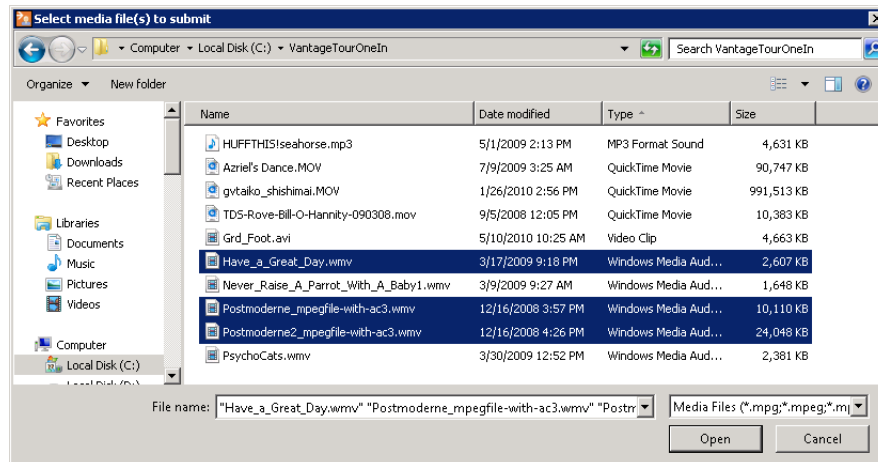 Select media file(s) to submit
Computer Local Disk (C:) VantageTourOneIn Search VantageTourOneIn
Organize New folder
Favorites
Desktop
Downloads
Recent Places
Libraries
Documents
Music
Pictures
Videos
Computer
Local Disk (C:)
Name Date modified Type Size
HUFFTHIS!seahorse.mp3 5/1/2009 2:13 PM MP3 Format Sound 4,631 KB
Azriel's Dance.MOV 7/9/2009 3:25 AM QuickTime Movie 90,747 KB
gvtaiko_shishimai.MOV 1/26/2010 2:56 PM QuickTime Movie 991,513 KB
TDS-Rove-Bill-O-Hannity-090308.mov 9/5/2008 12:05 PM QuickTime Movie 10,383 KB
Grd_Foot.avi 5/10/2010 10:25 AM Video Clip 4,663 KB
Have_a_Great_Day.wmv 3/17/2009 9:18 PM Windows Media Aud... 2,607 KB
Never_Raise_A_Parrot_With_A_Baby1.wmv 3/9/2009 9:27 AM Windows Media Aud... 1,648 KB
Postmoderne_mpegfile-with-ac3.wmv 12/16/2008 3:57 PM Windows Media Aud... 10,110 KB
Postmoderne2_mpegfile-with-ac3.wmv 12/16/2008 4:26 PM Windows Media Aud... 24,048 KB
PsychoCats.wmv 3/30/2009 12:52 PM Windows Media Aud... 2,381 KB
File name: "Have_a_Great_Day.wmv" "Postmoderne_mpegfile-with-ac3.wmv" "Postr Media Files (*.mpg;*.mpeg;*.m
Open Cancel